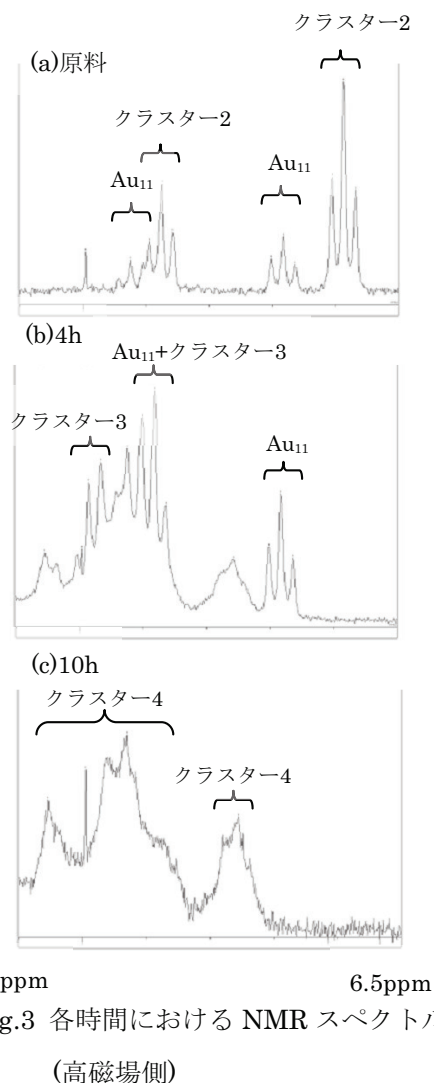 クラスター2
(a)原料
クラスター2
Au₁₁
Au₁₁
(b)4h
Au₁₁+クラスター3
クラスター3
Au₁₁
(c)10h
クラスター4
クラスター4
ppm
6.5ppm
g.3 各時間における NMR スペクトル
(高磁場側)